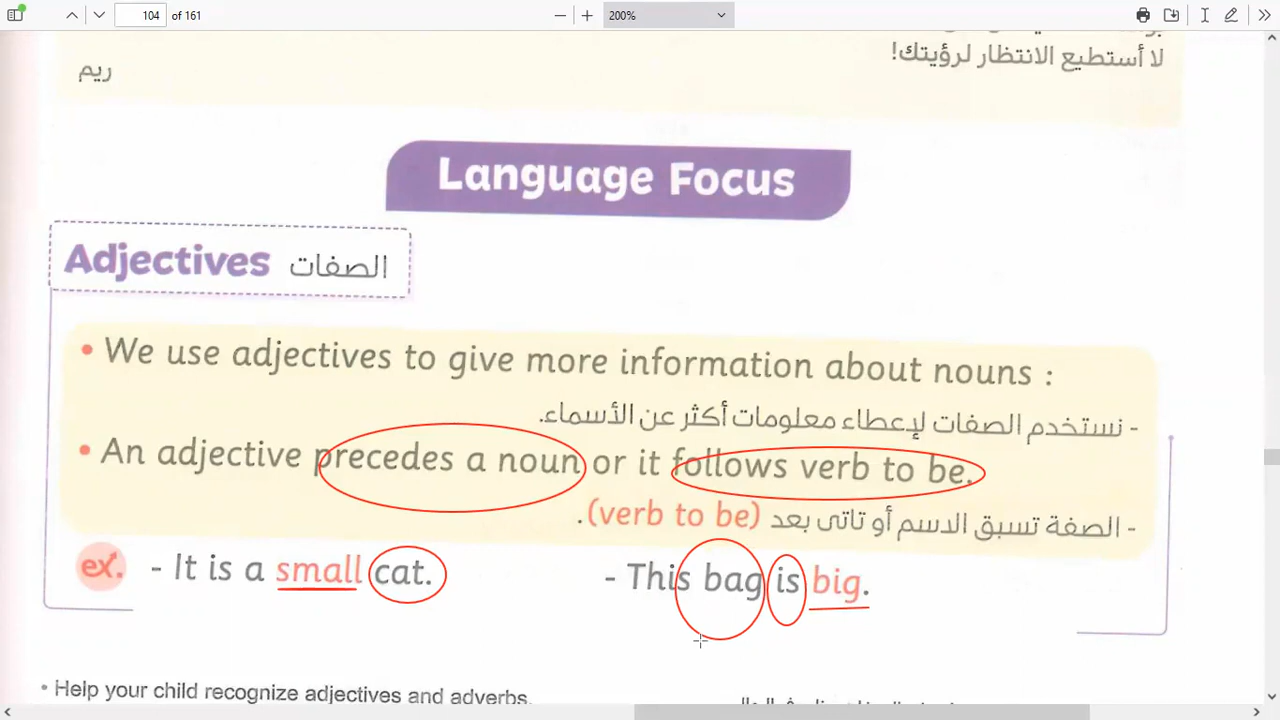 104 of 161
200%
لا أستطيع الانتظار لرؤيتك!
ريم
Language Focus
Adjectives الصفات
• We use adjectives to give more information about nouns :
- نستخدم الصفات لإعطاء معلومات أكثر عن الأسماء.
• An adjective precedes a noun or it follows verb to be.
- الصفة تسبق الاسم أو تاتى بعد (verb to be).
ex. - It is a small cat. - This bag is big.
• Help your child recognize adjectives and adverbs.